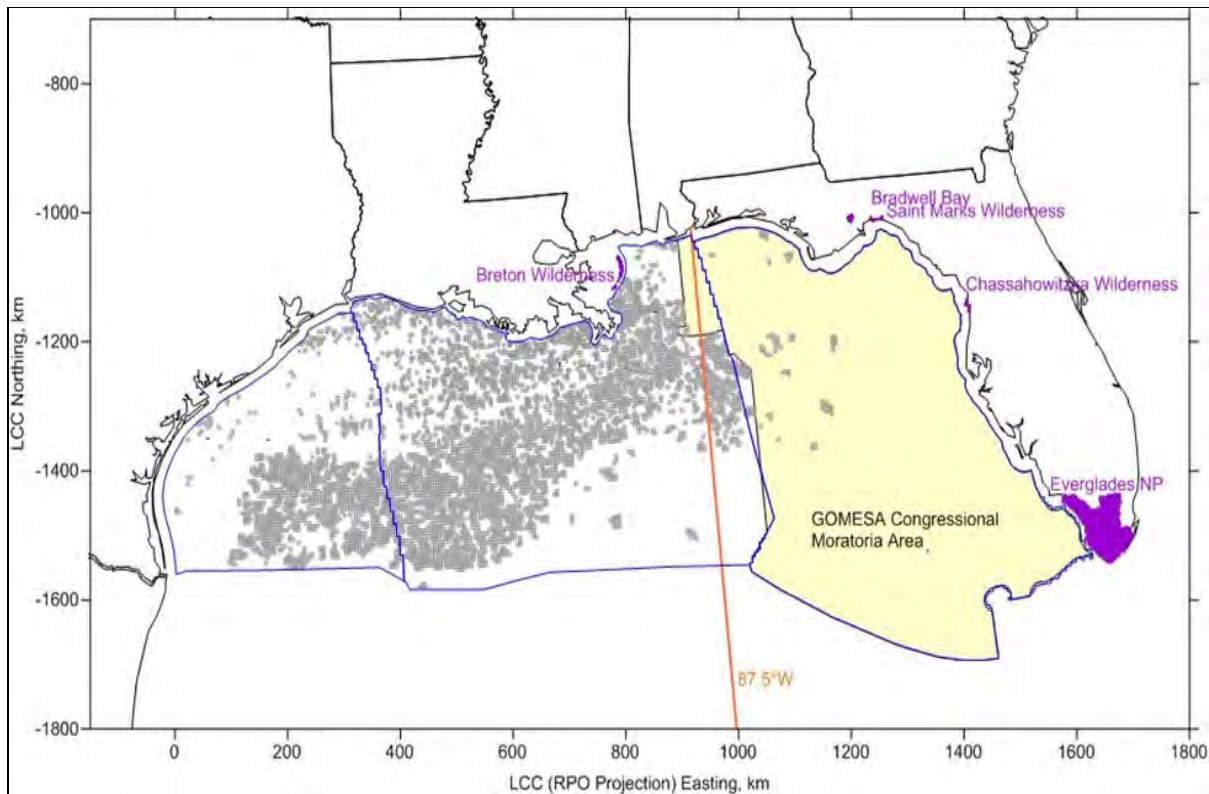 -800
-1000
-1200
-1400
-1600
-1800
LCC Northing, km
Bradwell Bay
Saint Marks Wilderness
Breton Wilderness
Chassahowitzka Wilderness
Everglades NP
GOMESA Congressional
Moratoria Area
87 5°W
0 200 400 600 800 1000 1200 1400 1600 1800
LCC (RPO Projection) Easting, km